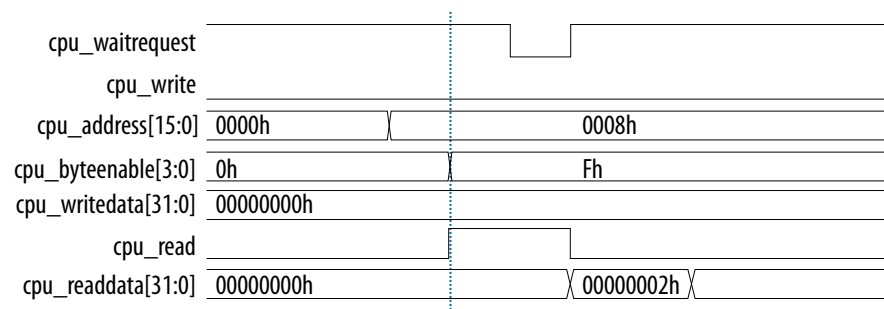 cpu_waitrequest
cpu_write
cpu_address[15:0] 0000h 0008h
cpu_byteenable[3:0] 0h Fh
cpu_writedata[31:0] 00000000h
cpu_read
cpu_readdata[31:0] 00000000h 00000002h